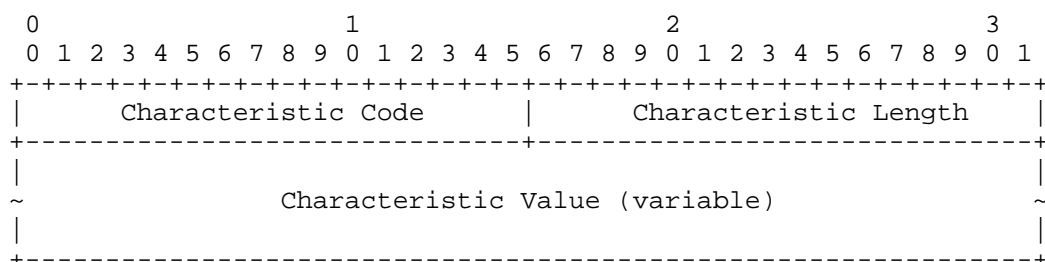 0                   1                   2                   3
 0 1 2 3 4 5 6 7 8 9 0 1 2 3 4 5 6 7 8 9 0 1 2 3 4 5 6 7 8 9 0 1
+-+-+-+-+-+-+-+-+-+-+-+-+-+-+-+-+-+-+-+-+-+-+-+-+-+-+-+-+-+-+-+-+
|      Characteristic Code      |      Characteristic Length    |
+-------------------------------+-------------------------------+
|                                                               |
~                Characteristic Value (variable)                ~
|                                                               |
+---------------------------------------------------------------+